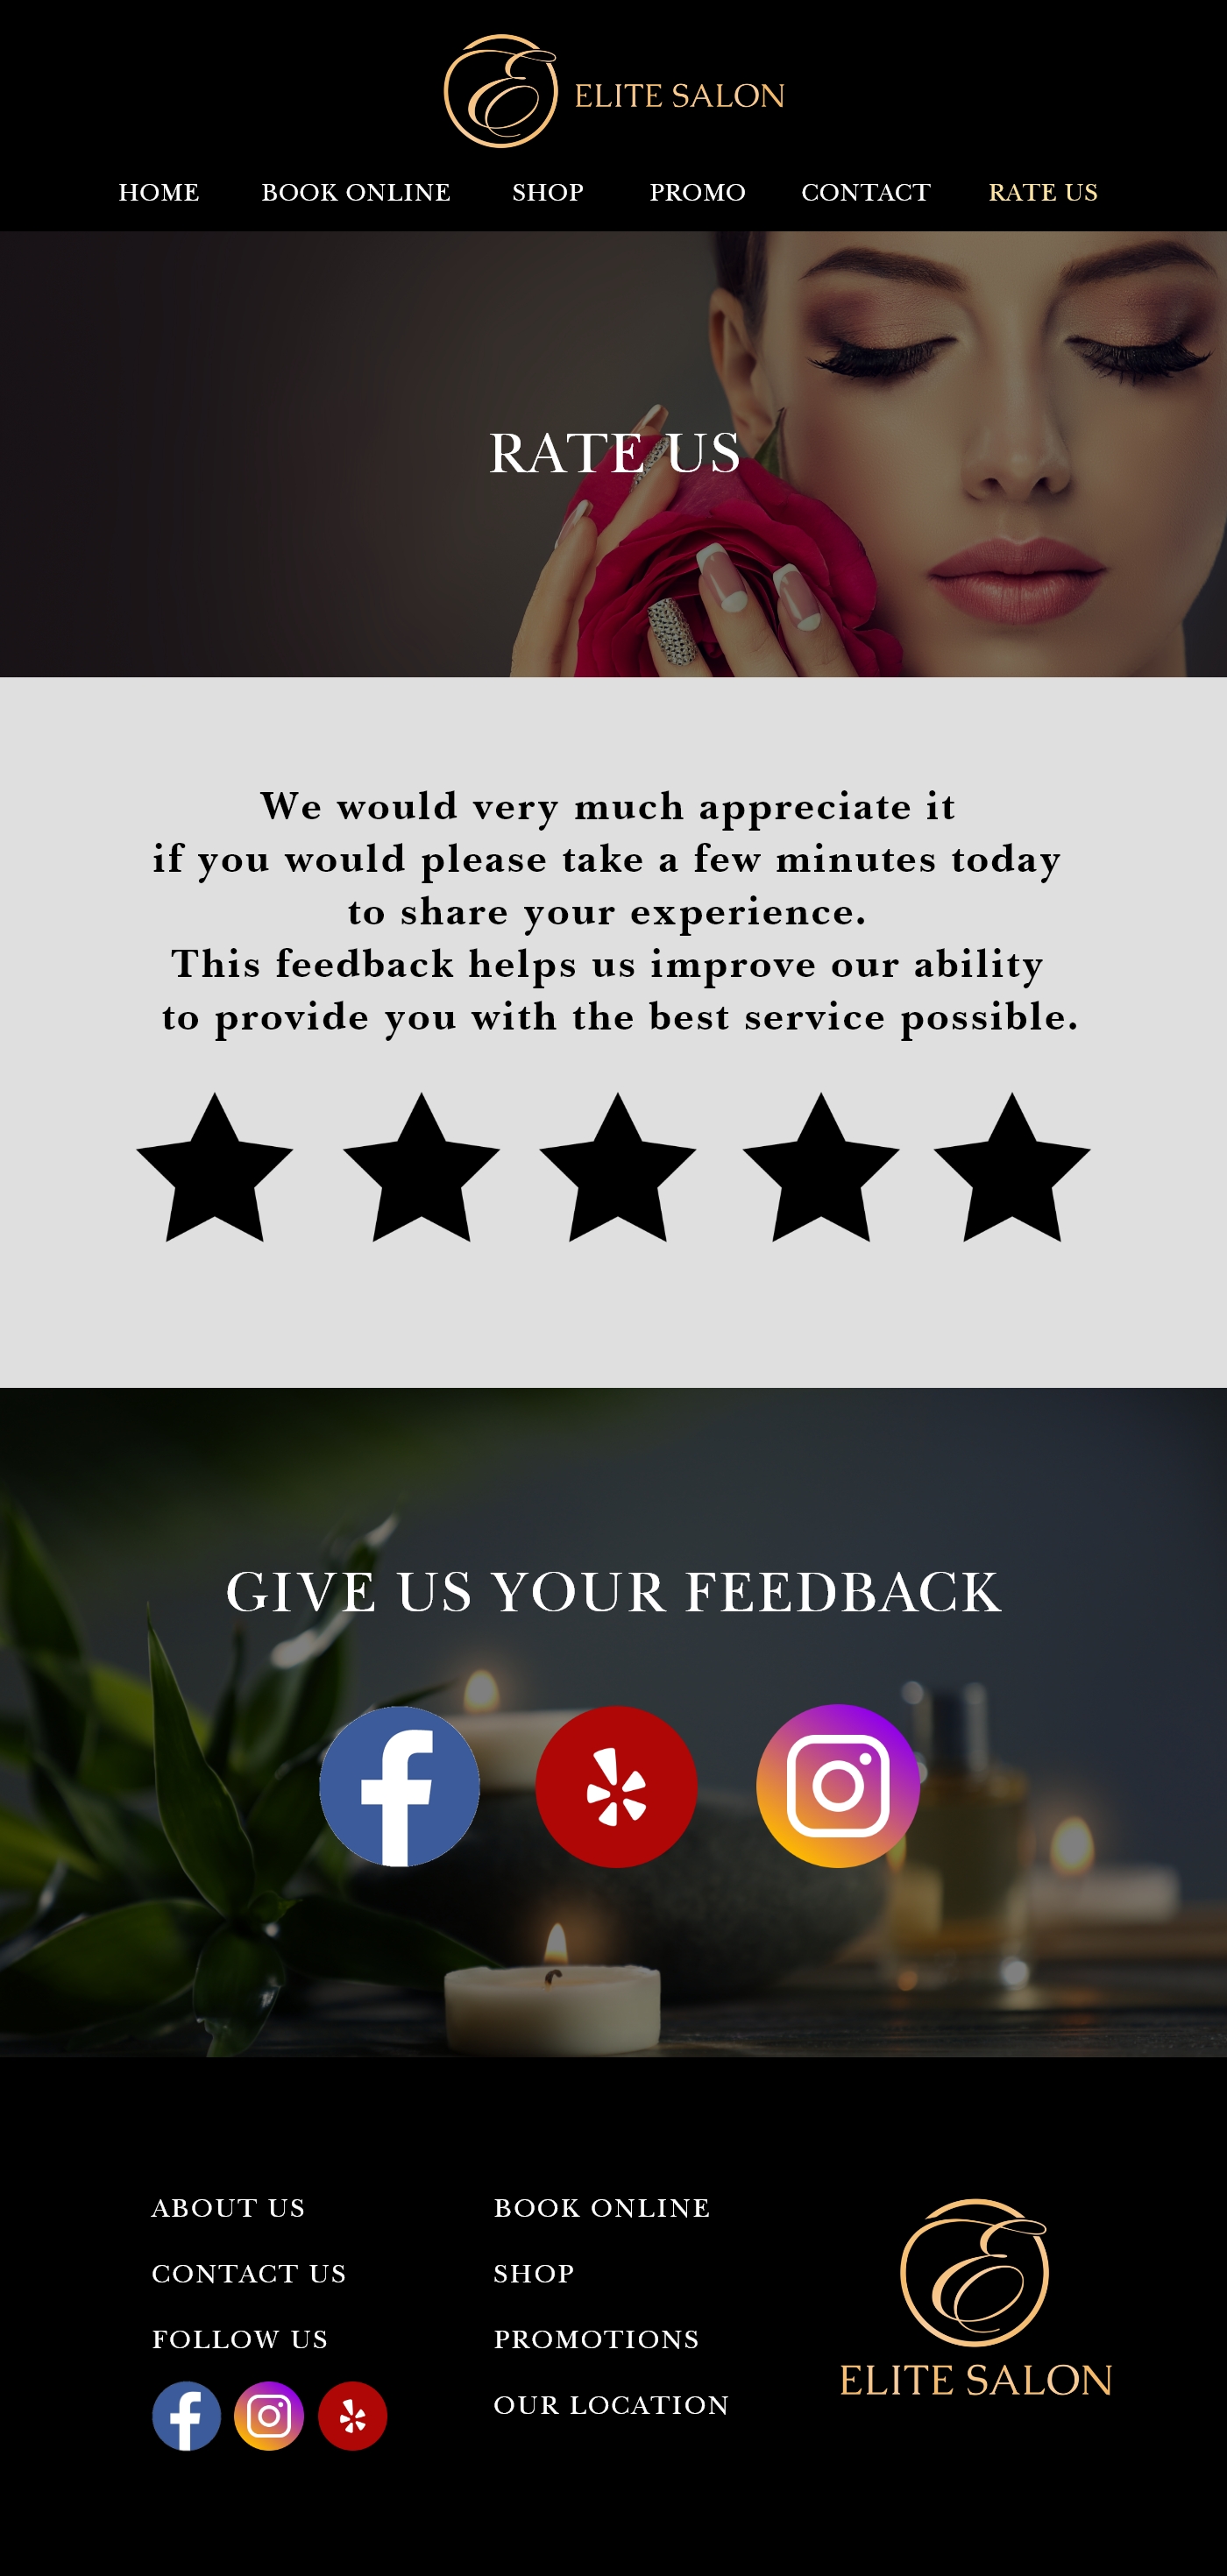 ELITE SALON
HOME BOOK ONLINE SHOP PROMO CONTACT RATE US
RATE US
We would very much appreciate it
if you would please take a few minutes today
to share your experience.
This feedback helps us improve our ability
to provide you with the best service possible.
GIVE US YOUR FEEDBACK
ABOUT US
CONTACT US
FOLLOW US
BOOK ONLINE
SHOP
PROMOTIONS
OUR LOCATION
ELITE SALON